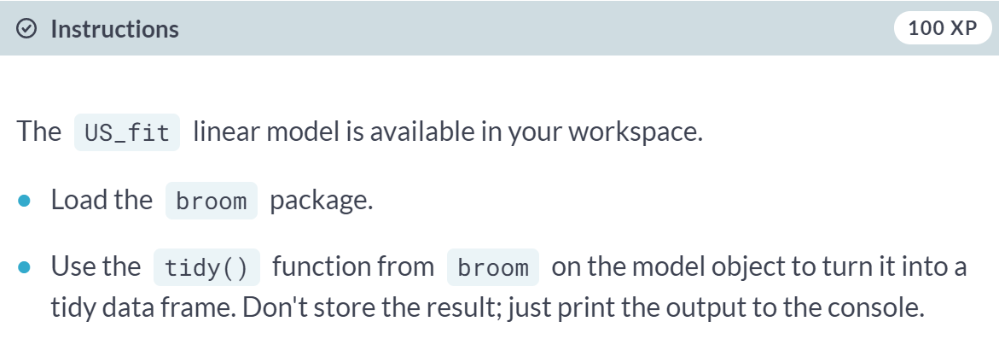 Instructions
100 XP
The US_fit linear model is available in your workspace.
Load the broom package.
Use the tidy() function from broom on the model object to turn it into a
tidy data frame. Don't store the result; just print the output to the console.